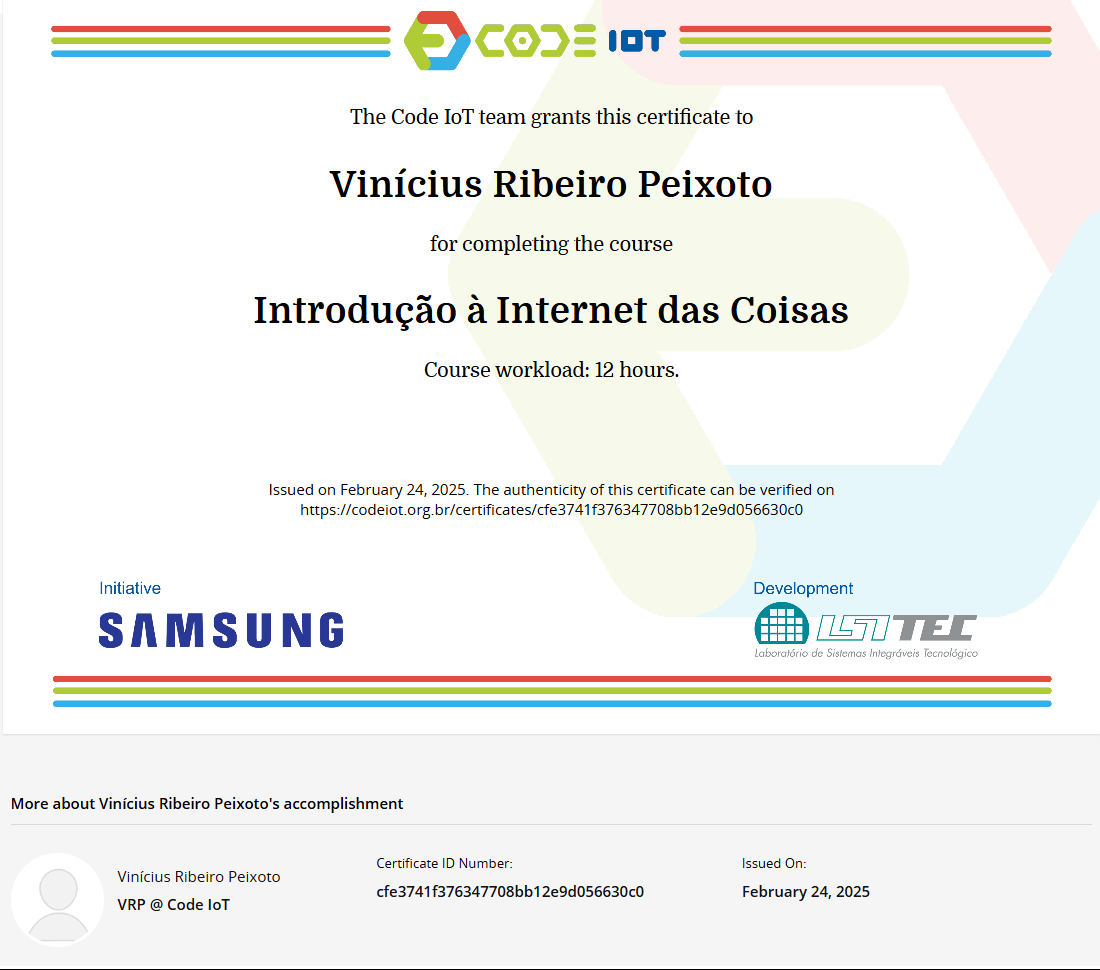 CODE IOT
The Code IoT team grants this certificate to
Vinícius Ribeiro Peixoto
for completing the course
Introdução à Internet das Coisas
Course workload: 12 hours.
Issued on February 24, 2025. The authenticity of this certificate can be verified on
https://codeiot.org.br/certificates/cfe3741f376347708bb12e9d056630c0
Initiative
SAMSUNG
Development
LSI TEC
Laboratório de Sistemas Integráveis Tecnológico
More about Vinícius Ribeiro Peixoto's accomplishment
Vinícius Ribeiro Peixoto
VRP @ Code IoT
Certificate ID Number:
cfe3741f376347708bb12e9d056630c0
Issued On:
February 24, 2025